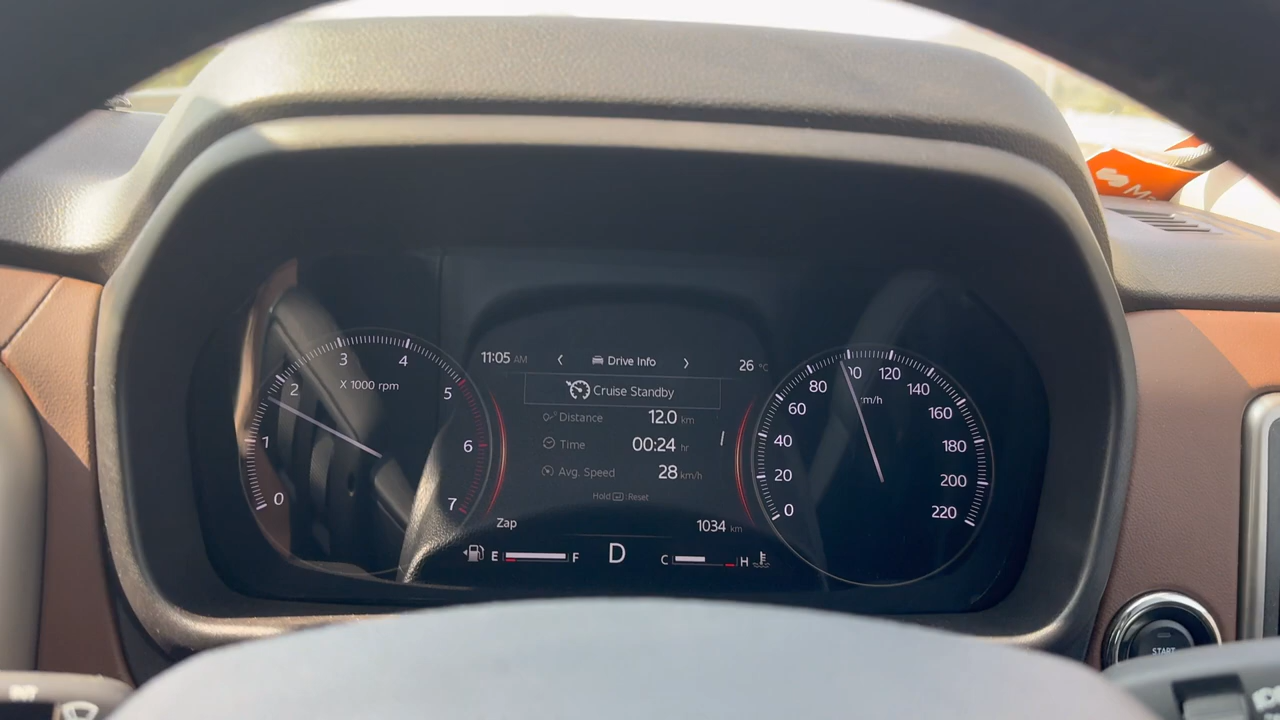 11:05 AM
Drive Info
26 °C
Cruise Standby
Distance 12.0 km
Time 00:24 hr
Avg. Speed 28 km/h
Hold Reset
Zap
1034 km
E F
D
C H
0 1 2 3 4 5 6 7
X 1000 rpm
0 20 40 60 80 100 120 140 160 180 200 220
km/h
START